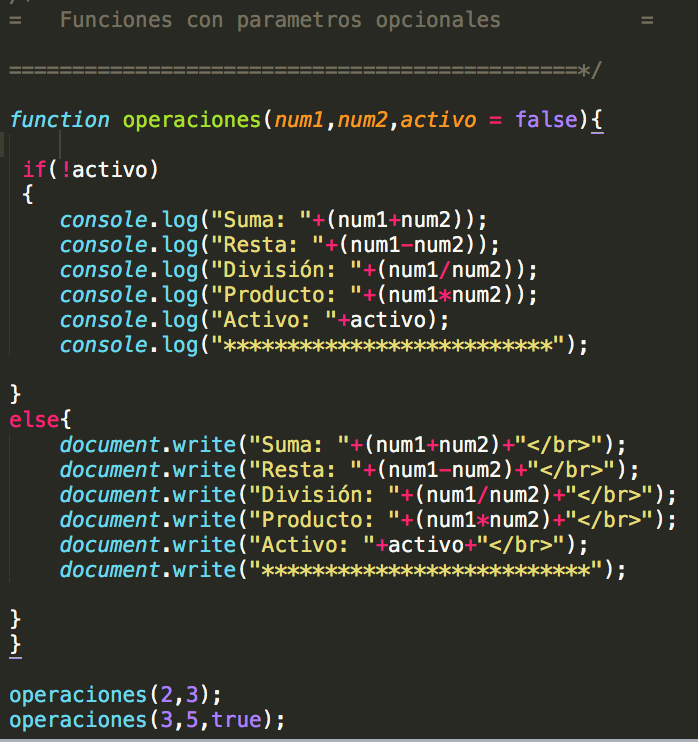 = Funciones con parametros opcionales =
=============================================*/
function operaciones(num1,num2,activo = false){
if(!activo)
{
console.log("Suma: "+(num1+num2));
console.log("Resta: "+(num1-num2));
console.log("División: "+(num1/num2));
console.log("Producto: "+(num1*num2));
console.log("Activo: "+activo);
console.log("**************************");
}
else{
document.write("Suma: "+(num1+num2)+"</br>");
document.write("Resta: "+(num1-num2)+"</br>");
document.write("División: "+(num1/num2)+"</br>");
document.write("Producto: "+(num1*num2)+"</br>");
document.write("Activo: "+activo+"</br>");
document.write("**************************");
}
}
operaciones(2,3);
operaciones(3,5,true);